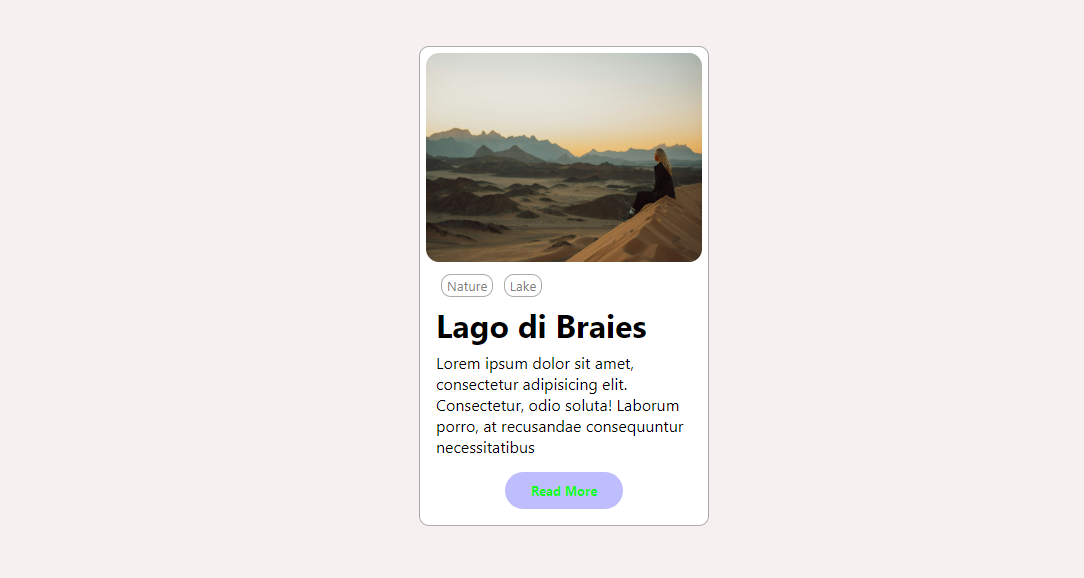 Nature Lake
Lago di Braies
Lorem ipsum dolor sit amet,
consectetur adipisicing elit.
Consectetur, odio soluta! Laborum
porro, at recusandae consequuntur
necessitatibus
Read More